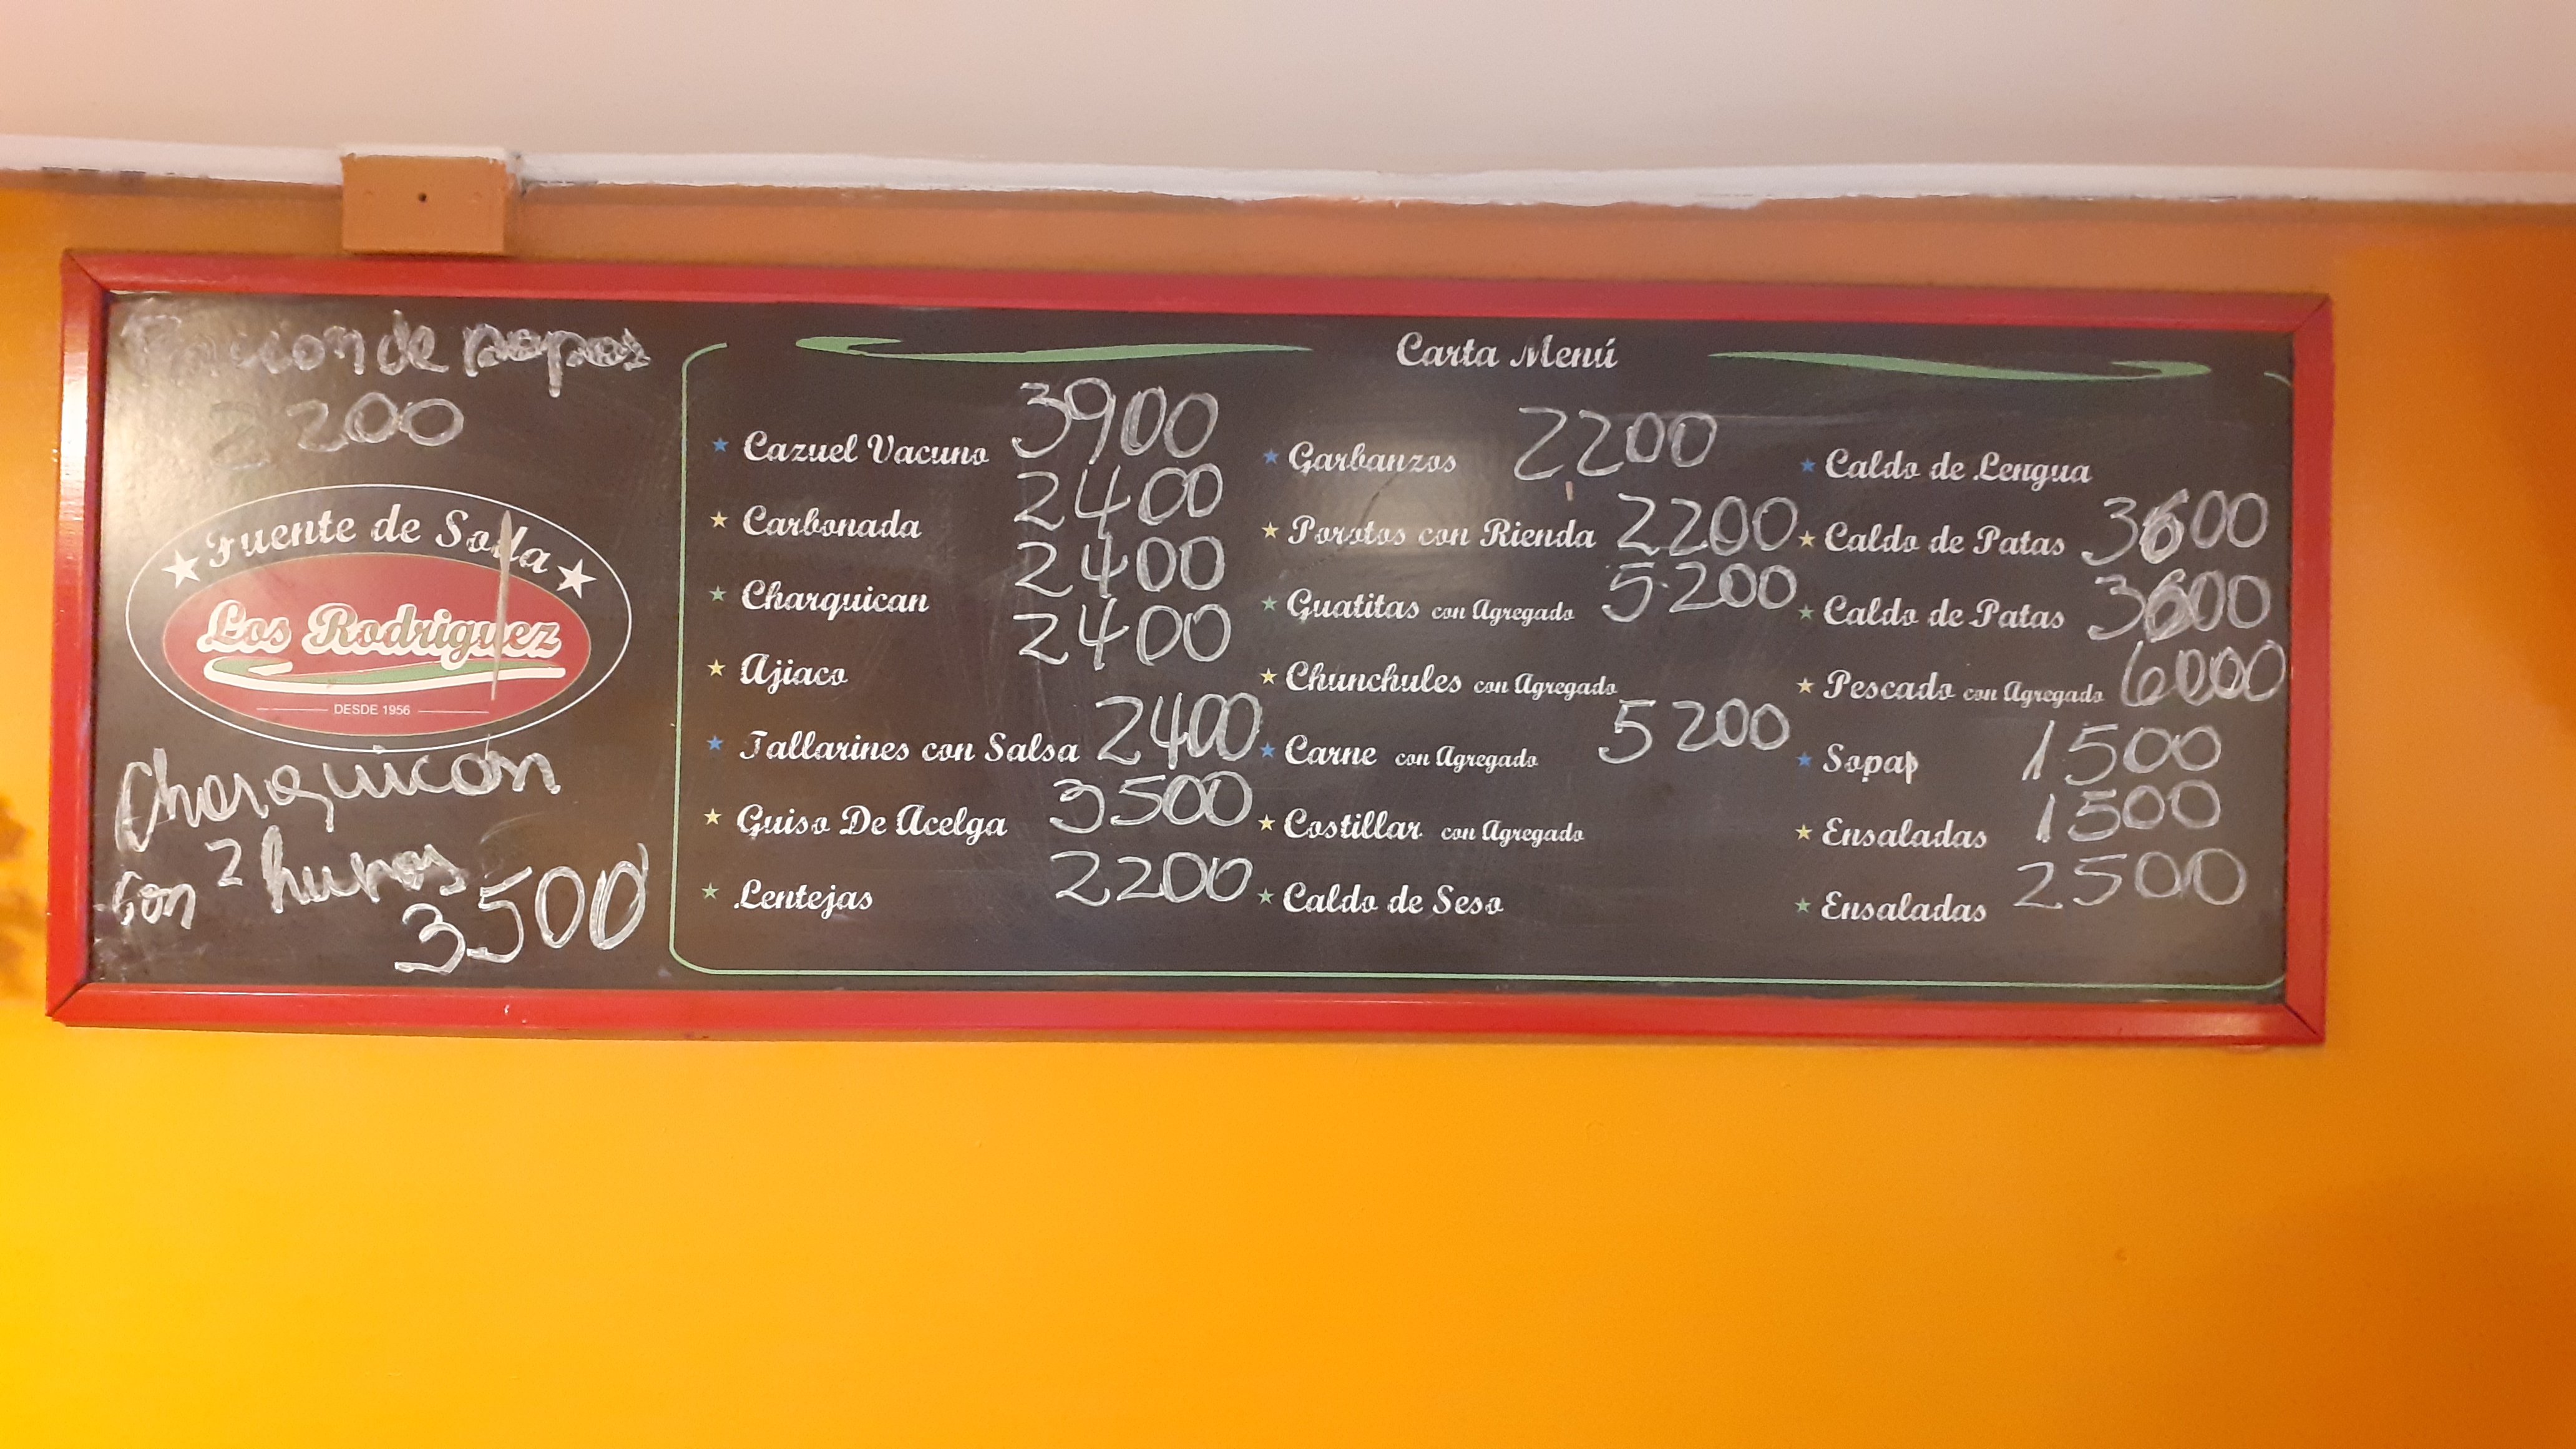 Porcion de papas
2200
Fuente de Soda
Los Rodriguez
DESDE 1956
Charquican
con 2 huevos
3500
Carta Menú
Cazuel Vacuno 3900
Carbonada 2400
Charquican 2400
Ajiaco 2400
Tallarines con Salsa 2400
Guiso De Acelga 3500
Lentejas 2200
Garbanzos 2200
Porotos con Rienda 2200
Guatitas con Agregado 5200
Chunchules con Agregado
Carne con Agregado 5200
Costillar con Agregado
Caldo de Seso
Caldo de Lengua
Caldo de Patas 3600
Caldo de Patas 3600
Pescado con Agregado 6000
Sopap 1500
Ensaladas 1500
Ensaladas 2500